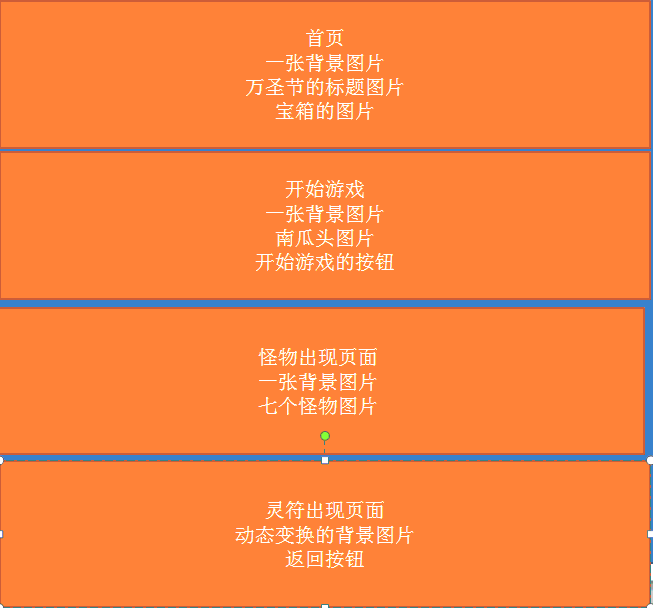 首页
一张背景图片
万圣节的标题图片
宝箱的图片
开始游戏
一张背景图片
南瓜头图片
开始游戏的按钮
怪物出现页面
一张背景图片
七个怪物图片
灵符出现页面
动态变换的背景图片
返回按钮